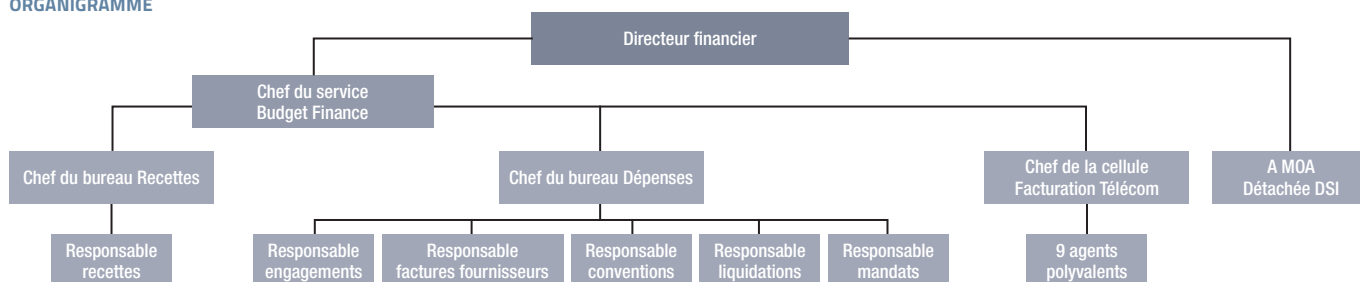 ORGANIGRAMME
Directeur financier
Chef du service
Budget Finance
Chef du bureau Recettes
Chef du bureau Dépenses
Chef de la cellule
Facturation Télécom
A MOA
Détachée DSI
Responsable
recettes
Responsable
engagements
Responsable
factures fournisseurs
Responsable
conventions
Responsable
liquidations
Responsable
mandats
9 agents
polyvalents